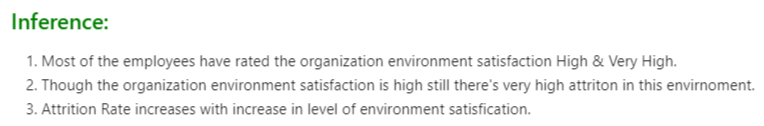 Inference:
1. Most of the employees have rated the organization environment satisfaction High & Very High.
2. Though the organization environment satisfaction is high still there's very high attriton in this envirnoment.
3. Attrition Rate increases with increase in level of environment satisfication.